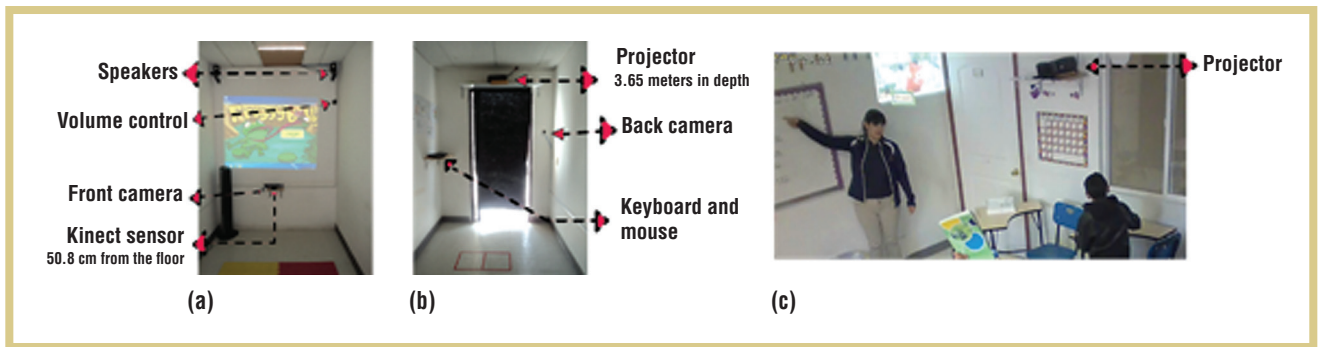 Speakers
Volume control
Front camera
Kinect sensor
50.8 cm from the floor
(a)
Projector
3.65 meters in depth
Back camera
Keyboard and
mouse
(b)
Projector
(c)